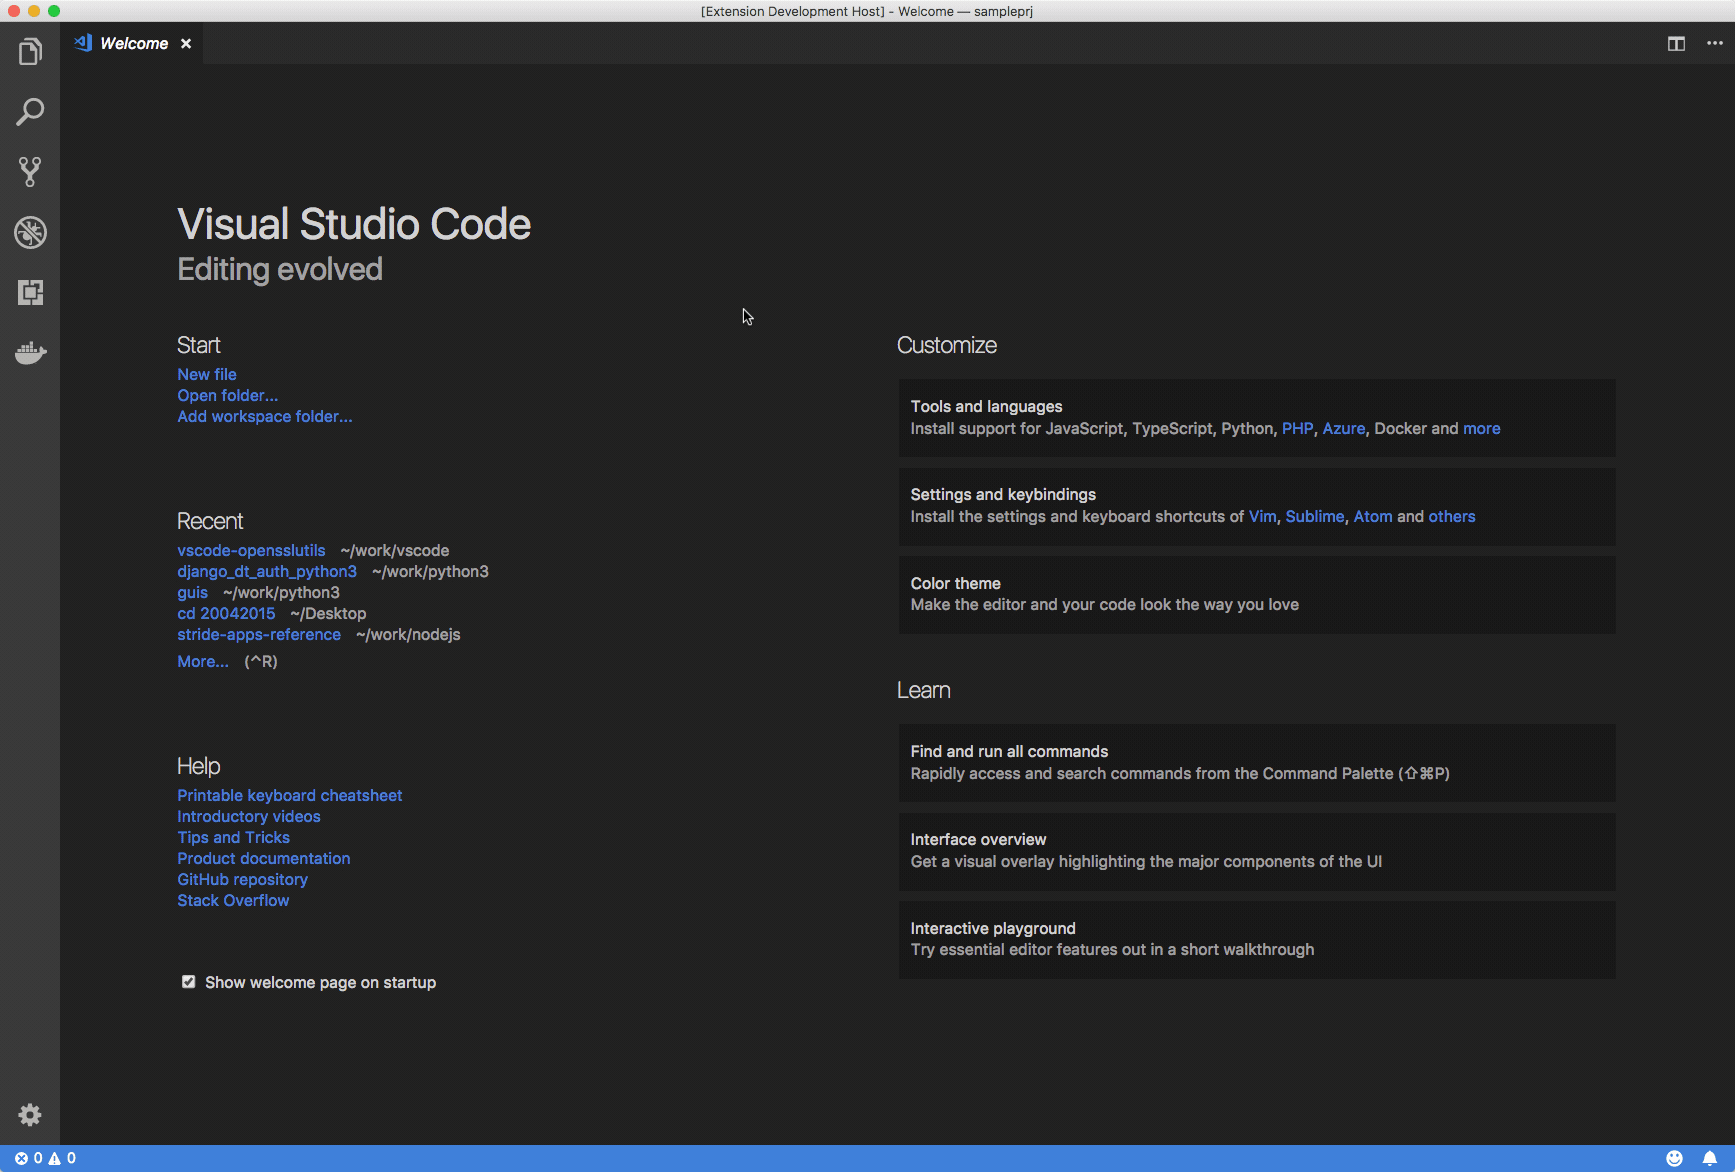 [Extension Development Host] - Welcome — sampleprj
Welcome
Visual Studio Code
Editing evolved
Start
New file
Open folder...
Add workspace folder...
Recent
vscode-opensslutils ~/work/vscode
django_dt_auth_python3 ~/work/python3
guis ~/work/python3
cd 20042015 ~/Desktop
stride-apps-reference ~/work/nodejs
More... (^R)
Help
Printable keyboard cheatsheet
Introductory videos
Tips and Tricks
Product documentation
GitHub repository
Stack Overflow
Show welcome page on startup
Customize
Tools and languages
Install support for JavaScript, TypeScript, Python, PHP, Azure, Docker and more
Settings and keybindings
Install the settings and keyboard shortcuts of Vim, Sublime, Atom and others
Color theme
Make the editor and your code look the way you love
Learn
Find and run all commands
Rapidly access and search commands from the Command Palette (⇧⌘P)
Interface overview
Get a visual overlay highlighting the major components of the UI
Interactive playground
Try essential editor features out in a short walkthrough
0 0